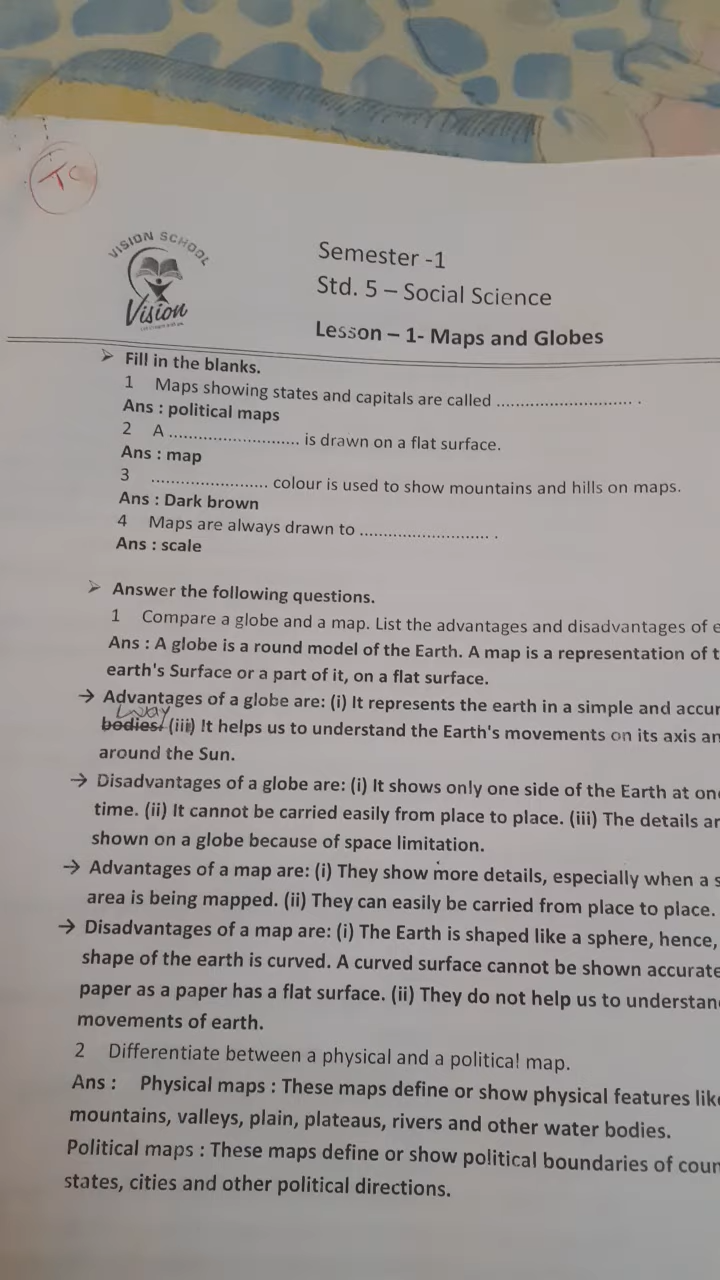 VISION SCHOOL
Vision
Semester -1
Std. 5 – Social Science
Lesson – 1- Maps and Globes
➢ Fill in the blanks.
1 Maps showing states and capitals are called ............................ .
Ans : political maps
2 A ........................... is drawn on a flat surface.
Ans : map
3 ........................ colour is used to show mountains and hills on maps.
Ans : Dark brown
4 Maps are always drawn to ........................... .
Ans : scale
➢ Answer the following questions.
1 Compare a globe and a map. List the advantages and disadvantages of
Ans : A globe is a round model of the Earth. A map is a representation of
earth's Surface or a part of it, on a flat surface.
→ Advantages of a globe are: (i) It represents the earth in a simple and
way
bodies. (iii) It helps us to understand the Earth's movements on its axis
around the Sun.
→ Disadvantages of a globe are: (i) It shows only one side of the Earth at
time. (ii) It cannot be carried easily from place to place. (iii) The details
shown on a globe because of space limitation.
→ Advantages of a map are: (i) They show more details, especially when a
area is being mapped. (ii) They can easily be carried from place to place.
→ Disadvantages of a map are: (i) The Earth is shaped like a sphere, hence,
shape of the earth is curved. A curved surface cannot be shown
paper as a paper has a flat surface. (ii) They do not help us to
movements of earth.
2 Differentiate between a physical and a political map.
Ans : Physical maps : These maps define or show physical features
mountains, valleys, plain, plateaus, rivers and other water bodies.
Political maps : These maps define or show political boundaries of
states, cities and other political directions.